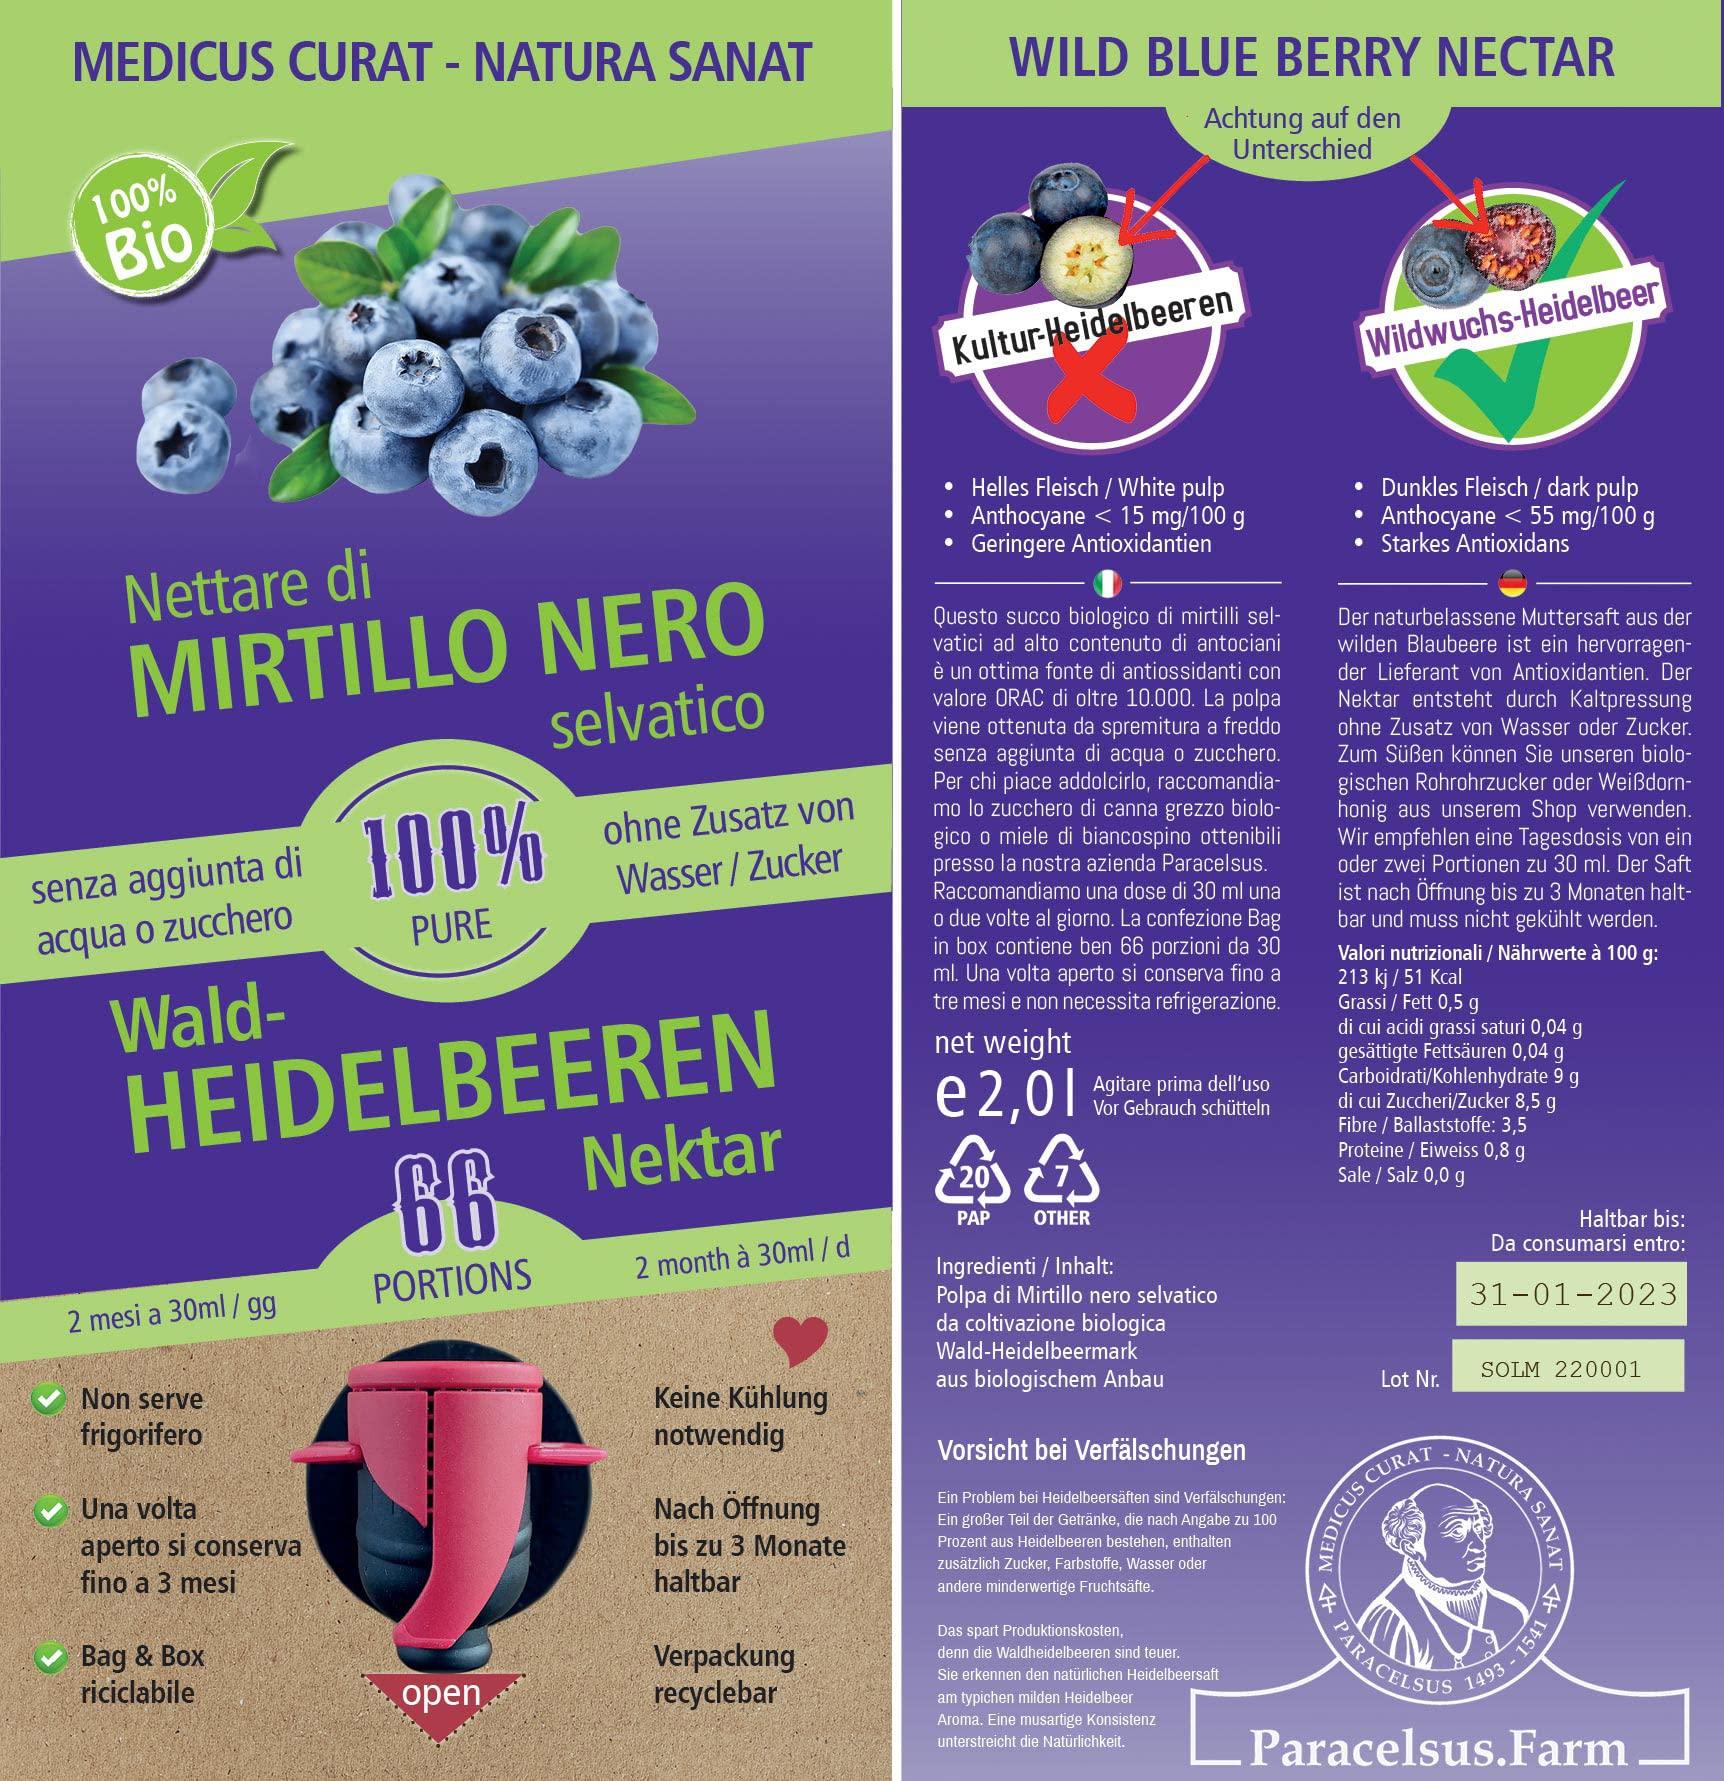 MEDICUS CURAT - NATURA SANAT
100%
Bio
Nettare di
MIRTILLO NERO
selvatico
senza aggiunta di
acqua o zucchero
100%
PURE
ohne Zusatz von
Wasser / Zucker
Wald-
HEIDELBEEREN
Nektar
66
PORTIONS
2 mesi a 30ml / gg
2 month à 30ml / d
Non serve
frigorifero
Una volta
aperto si conserva
fino a 3 mesi
Bag & Box
riciclabile
Keine Kühlung
notwendig
Nach Öffnung
bis zu 3 Monate
haltbar
Verpackung
recyclebar
open
WILD BLUE BERRY NECTAR
Achtung auf den
Unterschied
Kultur-Heidelbeeren
Wildwuchs-Heidelbeer
• Helles Fleisch / White pulp
• Anthocyane < 15 mg/100 g
• Geringere Antioxidantien
• Dunkles Fleisch / dark pulp
• Anthocyane < 55 mg/100 g
• Starkes Antioxidans
Questo succo biologico di mirtilli sel-
vatici ad alto contenuto di antociani
è un ottima fonte di antiossidanti con
valore ORAC di oltre 10.000. La polpa
viene ottenuta da spremitura a freddo
senza aggiunta di acqua o zucchero.
Per chi piace addolcirlo, raccomandia-
mo lo zucchero di canna grezzo biolo-
gico o miele di biancospino ottenibili
presso la nostra azienda Paracelsus.
Raccomandiamo una dose di 30 ml una
o due volte al giorno. La confezione Bag
in box contiene ben 66 porzioni da 30
ml. Una volta aperto si conserva fino a
tre mesi e non necessita refrigerazione.
Der naturbelassene Muttersaft aus der
wilden Blaubeere ist ein hervorragen-
der Lieferant von Antioxidantien. Der
Nektar entsteht durch Kaltpressung
ohne Zusatz von Wasser oder Zucker.
Zum Süßen können Sie unseren biolo-
gischen Rohrohrzucker oder Weißdorn-
honig aus unserem Shop verwenden.
Wir empfehlen eine Tagesdosis von ein
oder zwei Portionen zu 30 ml. Der Saft
ist nach Öffnung bis zu 3 Monaten halt-
bar und muss nicht gekühlt werden.
Valori nutrizionali / Nährwerte à 100 g:
213 kj / 51 Kcal
Grassi / Fett 0,5 g
di cui acidi grassi saturi 0,04 g
gesättigte Fettsäuren 0,04 g
Carboidrati/Kohlenhydrate 9 g
di cui Zuccheri/Zucker 8,5 g
Fibre / Ballaststoffe: 3,5
Proteine / Eiweiss 0,8 g
Sale / Salz 0,0 g
net weight
e 2,0 l
Agitare prima dell‘uso
Vor Gebrauch schütteln
20
PAP
7
OTHER
Ingredienti / Inhalt:
Polpa di Mirtillo nero selvatico
da coltivazione biologica
Wald-Heidelbeermark
aus biologischem Anbau
Haltbar bis:
Da consumarsi entro:
31-01-2023
Lot Nr. SOLM 220001
Vorsicht bei Verfälschungen
Ein Problem bei Heidelbeersäften sind Verfälschungen:
Ein großer Teil der Getränke, die nach Angabe zu 100
Prozent aus Heidelbeeren bestehen, enthalten
zusätzlich Zucker, Farbstoffe, Wasser oder
andere minderwertige Fruchtsäfte.
Das spart Produktionskosten,
denn die Waldheidelbeeren sind teuer.
Sie erkennen den natürlichen Heidelbeersaft
am typichen milden Heidelbeer
Aroma. Eine musartige Konsistenz
unterstreicht die Natürlichkeit.
MEDICUS CURAT - NATURA SANAT
PARACELSUS 1493 - 1541
Paracelsus.Farm